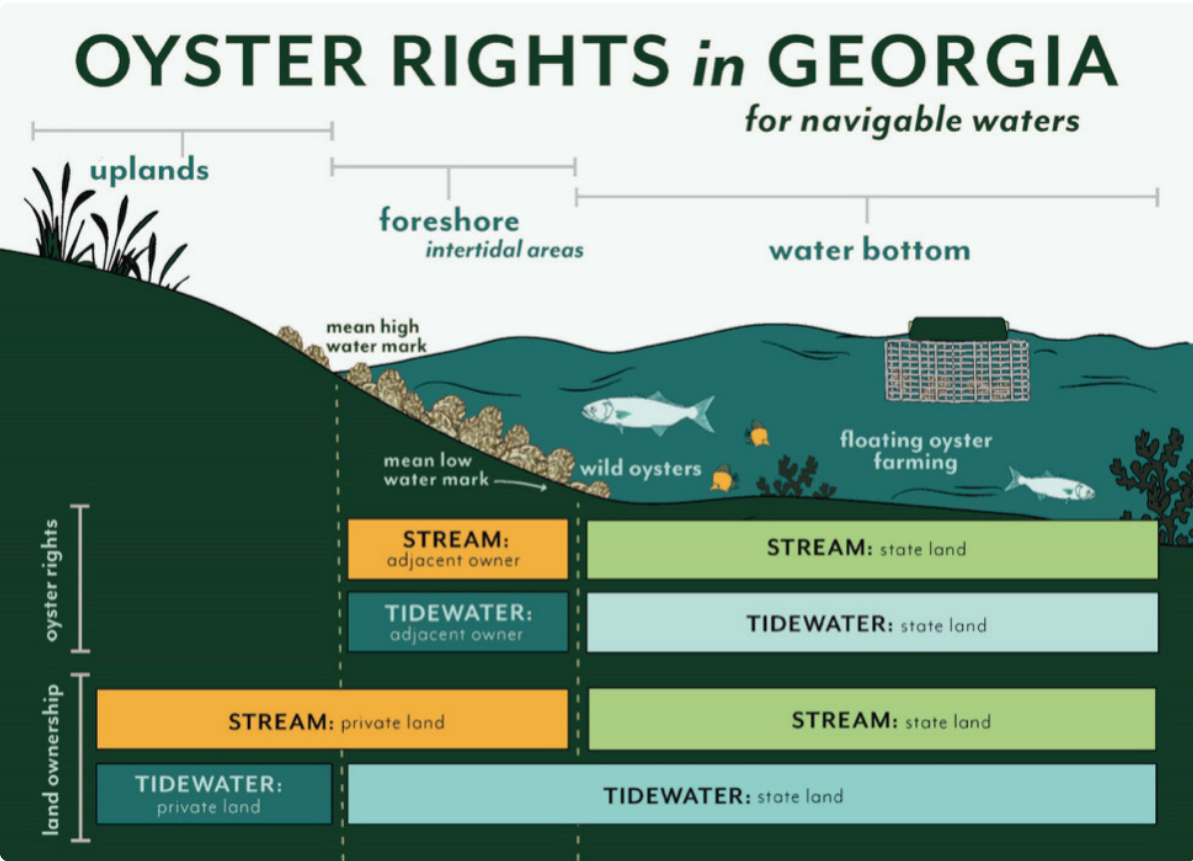 OYSTER RIGHTS in GEORGIA
for navigable waters
uplands
foreshore
intertidal areas
water bottom
mean high
water mark
mean low
water mark
wild oysters
floating oyster
farming
oyster rights
STREAM:
adjacent owner
STREAM: state land
TIDEWATER:
adjacent owner
TIDEWATER: state land
land ownership
STREAM: private land
STREAM: state land
TIDEWATER:
private land
TIDEWATER: state land